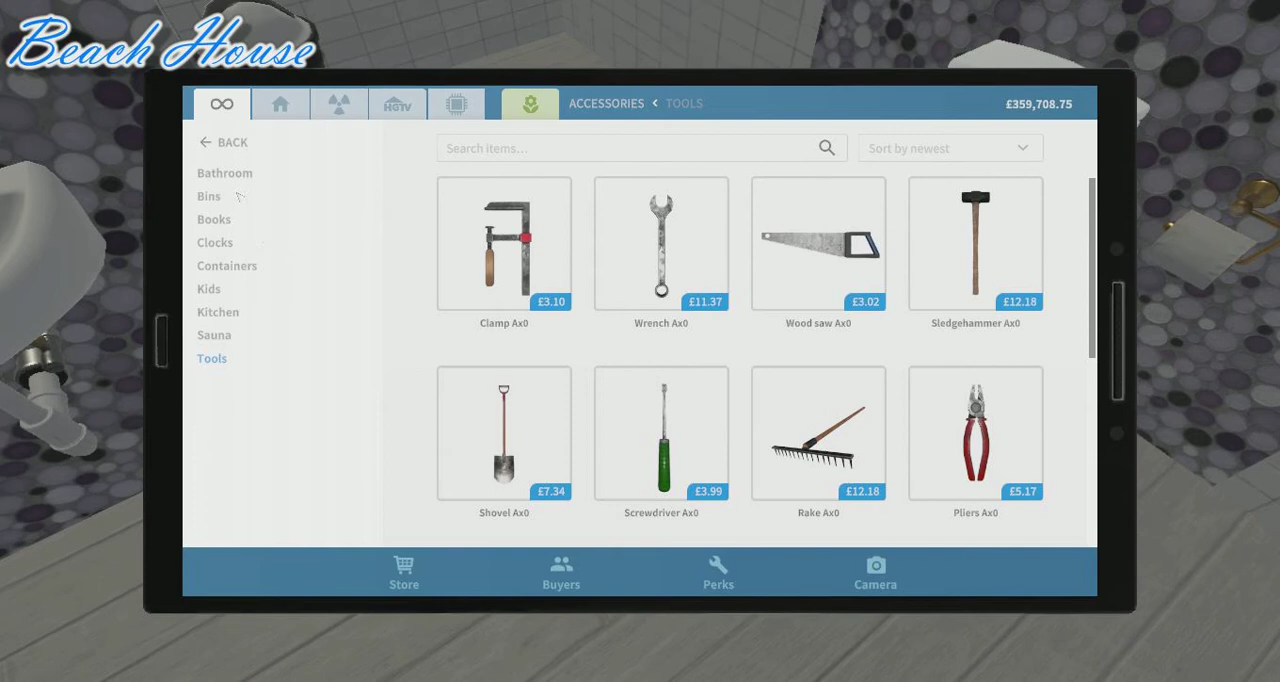 Beach House
HGTV
ACCESSORIES < TOOLS
£359,708.75
BACK
Search items...
Sort by newest
Bathroom
Bins
Books
Clocks
Containers
Kids
Kitchen
Sauna
Tools
£3.10
£11.37
£3.02
£12.18
Clamp Ax0
Wrench Ax0
Wood saw Ax0
Sledgehammer Ax0
£7.34
£3.99
£12.18
£5.17
Shovel Ax0
Screwdriver Ax0
Rake Ax0
Pliers Ax0
Store
Buyers
Perks
Camera